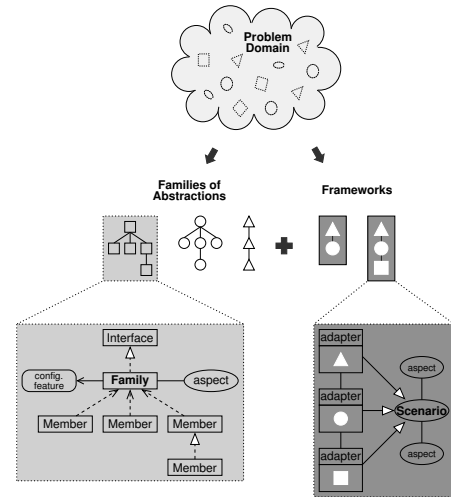 Problem
Domain
Families of
Abstractions
Frameworks
Interface
config.
feature
Family
aspect
Member
Member
Member
Member
adapter
adapter
adapter
aspect
Scenario
aspect